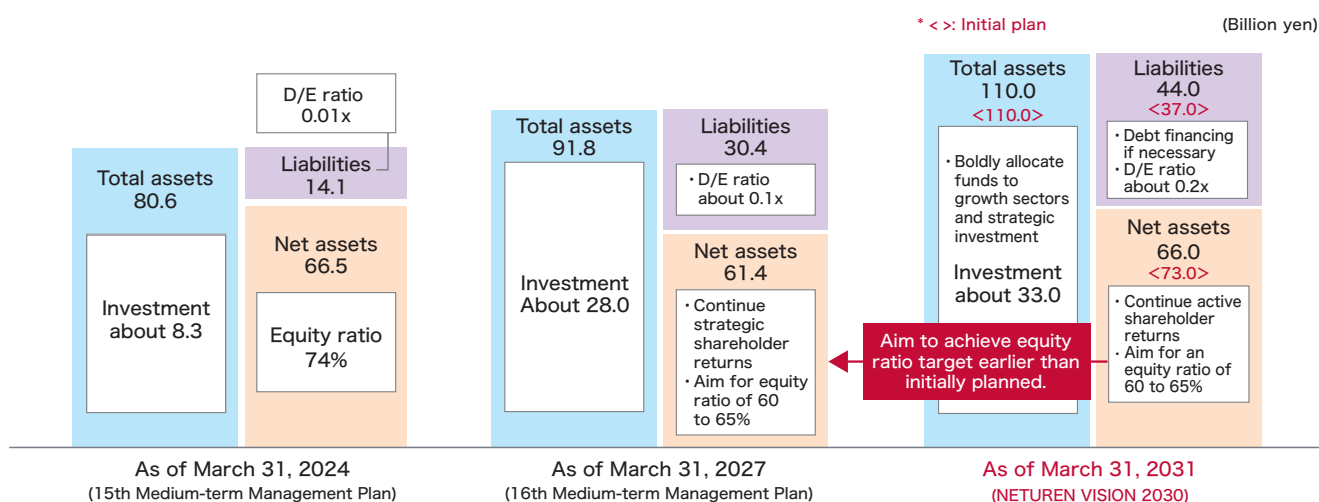 * < >: Initial plan
(Billion yen)
D/E ratio
0.01x
Total assets
80.6
Investment
about 8.3
Liabilities
14.1
Net assets
66.5
Equity ratio
74%
As of March 31, 2024
(15th Medium-term Management Plan)
Total assets
91.8
Investment
About 28.0
Liabilities
30.4
・D/E ratio
about 0.1x
Net assets
61.4
・Continue
strategic
shareholder
returns
・Aim for equity
ratio of 60
to 65%
As of March 31, 2027
(16th Medium-term Management Plan)
Total assets
110.0
<110.0>
・Boldly allocate
funds to
growth sectors
and strategic
investment
Investment
about 33.0
Liabilities
44.0
<37.0>
・Debt financing
if necessary
・D/E ratio
about 0.2x
Net assets
66.0
<73.0>
・Continue active
shareholder
returns
・Aim for an
equity ratio of
60 to 65%
Aim to achieve equity
ratio target earlier than
initially planned.
As of March 31, 2031
(NETUREN VISION 2030)